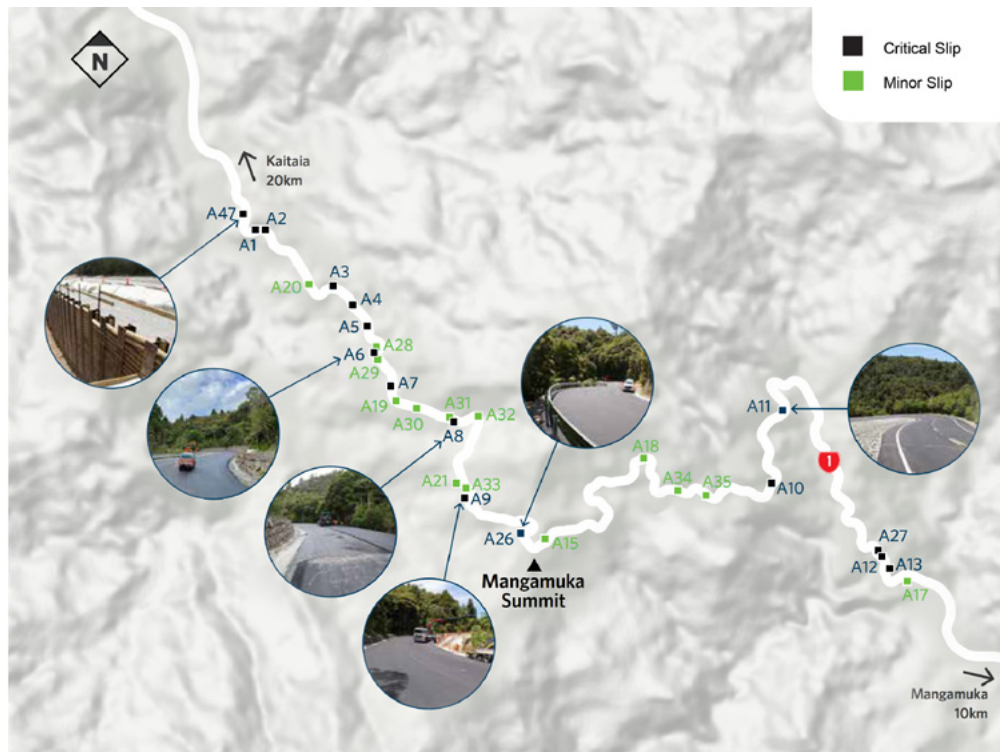 N
Critical Slip
Minor Slip
Kaitaia
20km
A47
A2
A1
A20
A3
A4
A5
A28
A6
A29
A7
A19
A30
A31
A32
A8
A21
A33
A9
A26
A15
Mangamuka
Summit
A18
A34
A35
A11
A10
1
A27
A12
A13
A17
Mangamuka
10km